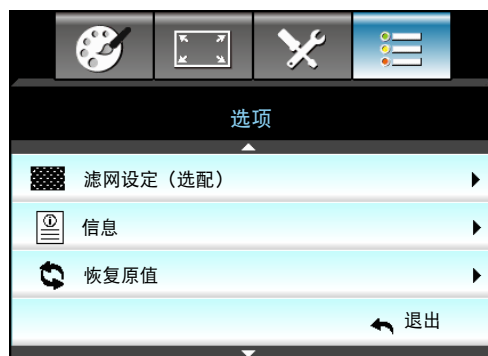 选项
滤网设定（选配）
信息
恢复原值
退出